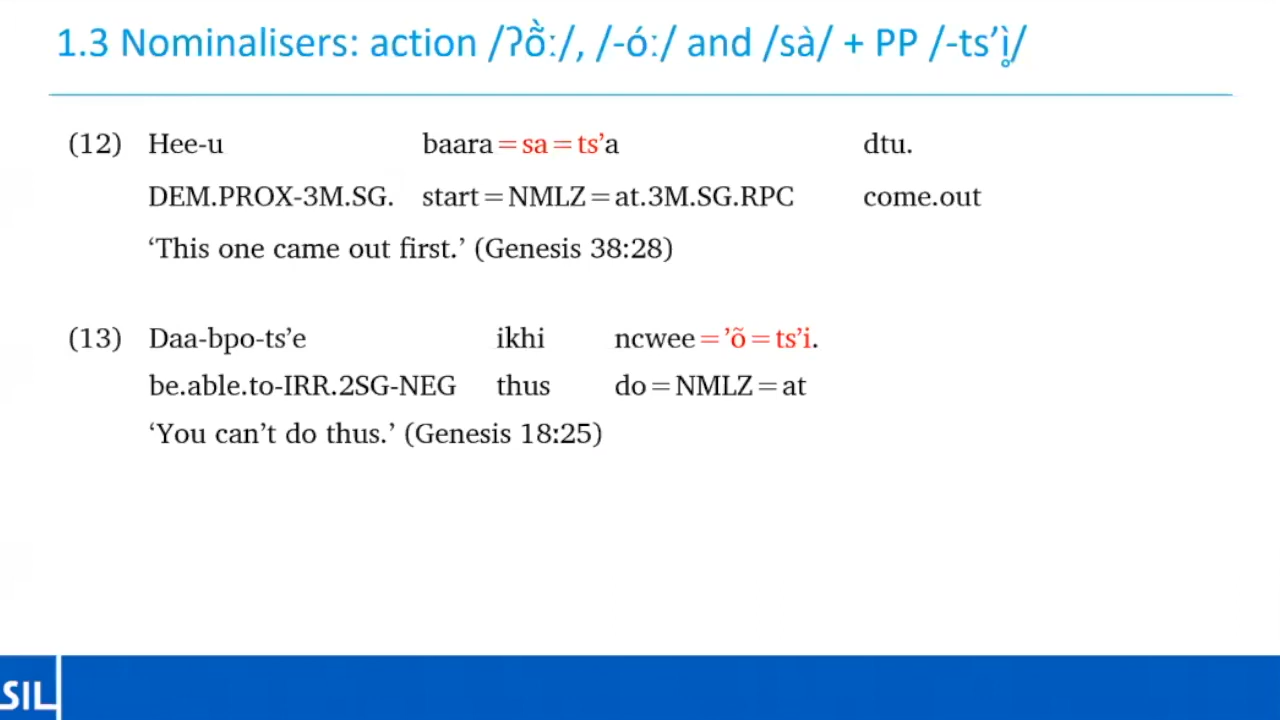 1.3 Nominalisers: action /ʔȭː/, /-óː/ and /sà/ + PP /-ts’ì̥/
(12) Hee-u baara=sa=ts’a dtu.
DEM.PROX-3M.SG. start=NMLZ=at.3M.SG.RPC come.out
‘This one came out first.’ (Genesis 38:28)
(13) Daa-bpo-ts’e ikhi ncwee=’õ=ts’i.
be.able.to-IRR.2SG-NEG thus do=NMLZ=at
‘You can’t do thus.’ (Genesis 18:25)
SIL